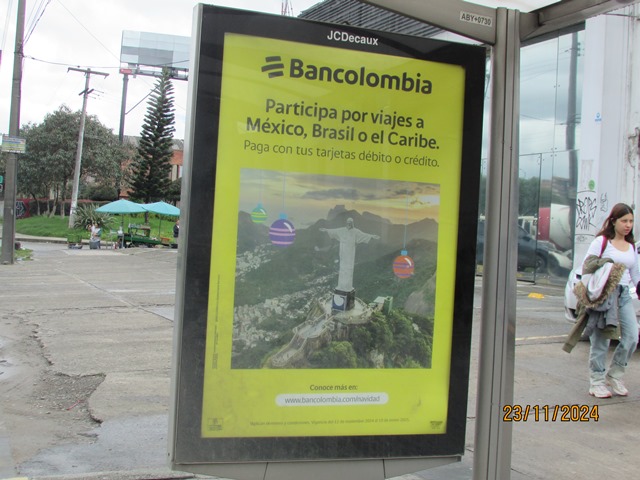 ABY+0730
JCDecaux
Bancolombia
Participa por viajes a
México, Brasil o el Caribe.
Paga con tus tarjetas débito o crédito.
Conoce más en:
www.bancolombia.com/navidad
23/11/2024